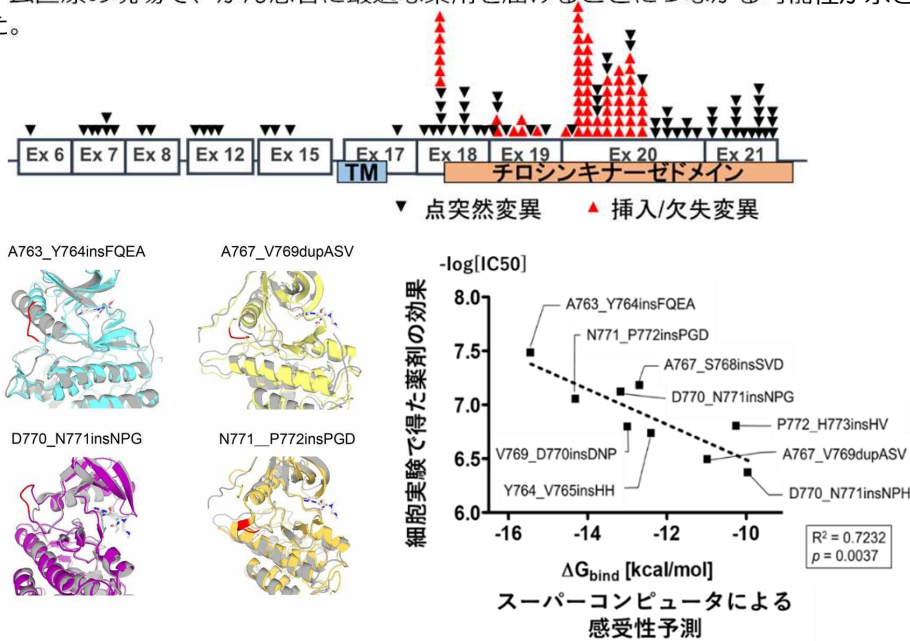 た。
Ex 6
Ex 7
Ex 8
Ex 12
Ex 15
Ex 17
Ex 18
Ex 19
Ex 20
Ex 21
TM
チロシンキナーゼドメイン
▼ 点突然変異 ▲ 挿入/欠失変異
A763_Y764insFQEA
A767_V769dupASV
D770_N771insNPG
N771__P772insPGD
-log[IC50]
細胞実験で得た薬剤の効果
8.0
7.5
7.0
6.5
6.0
A763_Y764insFQEA
N771_P772insPGD
A767_S768insSVD
D770_N771insNPG
P772_H773insHV
V769_D770insDNP
A767_V769dupASV
Y764_V765insHH
D770_N771insNPH
-16
-14
-12
-10
R² = 0.7232
p = 0.0037
ΔGbind [kcal/mol]
スーパーコンピュータによる
感受性予測